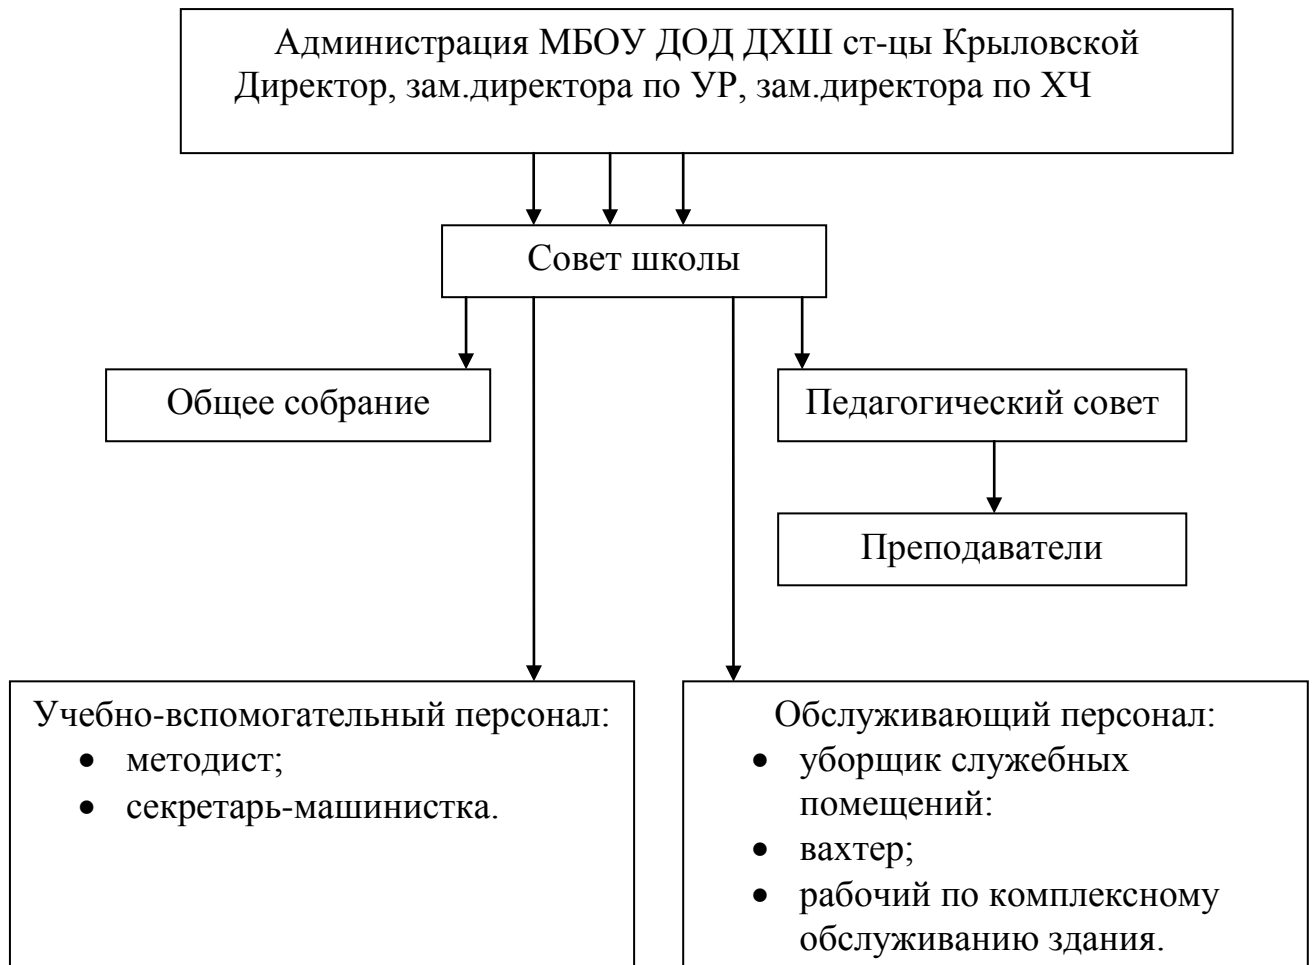 Администрация МБОУ ДОД ДХШ ст-цы Крыловской
Директор, зам.директора по УР, зам.директора по ХЧ
Совет школы
Общее собрание
Педагогический совет
Преподаватели
Учебно-вспомогательный персонал:
• методист;
• секретарь-машинистка.
Обслуживающий персонал:
• уборщик служебных
помещений:
• вахтер;
• рабочий по комплексному
обслуживанию здания.